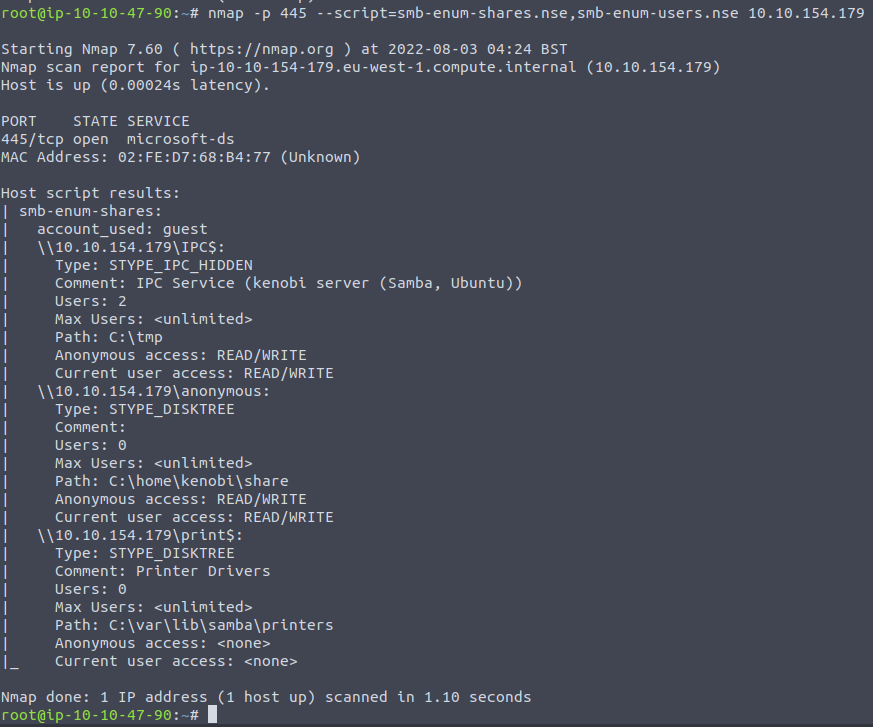 root@ip-10-10-47-90:~# nmap -p 445 --script=smb-enum-shares.nse,smb-enum-users.nse 10.10.154.179
Starting Nmap 7.60 ( https://nmap.org ) at 2022-08-03 04:24 BST
Nmap scan report for ip-10-10-154-179.eu-west-1.compute.internal (10.10.154.179)
Host is up (0.00024s latency).
PORT    STATE SERVICE
445/tcp open  microsoft-ds
MAC Address: 02:FE:D7:68:B4:77 (Unknown)
Host script results:
| smb-enum-shares:
|   account_used: guest
|   \\10.10.154.179\IPC$:
|     Type: STYPE_IPC_HIDDEN
|     Comment: IPC Service (kenobi server (Samba, Ubuntu))
|     Users: 2
|     Max Users: <unlimited>
|     Path: C:\tmp
|     Anonymous access: READ/WRITE
|     Current user access: READ/WRITE
|   \\10.10.154.179\anonymous:
|     Type: STYPE_DISKTREE
|     Comment:
|     Users: 0
|     Max Users: <unlimited>
|     Path: C:\home\kenobi\share
|     Anonymous access: READ/WRITE
|     Current user access: READ/WRITE
|   \\10.10.154.179\print$:
|     Type: STYPE_DISKTREE
|     Comment: Printer Drivers
|     Users: 0
|     Max Users: <unlimited>
|     Path: C:\var\lib\samba\printers
|     Anonymous access: <none>
|_    Current user access: <none>
Nmap done: 1 IP address (1 host up) scanned in 1.10 seconds
root@ip-10-10-47-90:~#